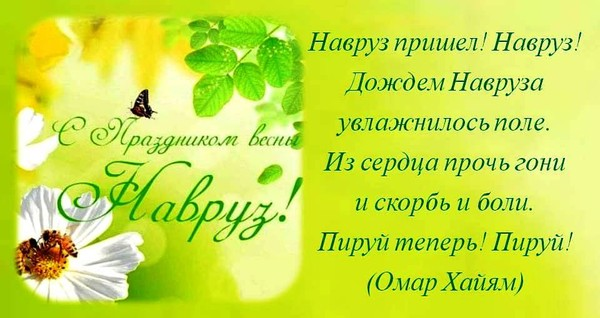 С Праздником весны
Навруз!
Навруз пришел! Навруз!
Дождем Навруза
увлажнилось поле.
Из сердца прочь гони
и скорбь и боли.
Пируй теперь! Пируй!
(Омар Хайям)